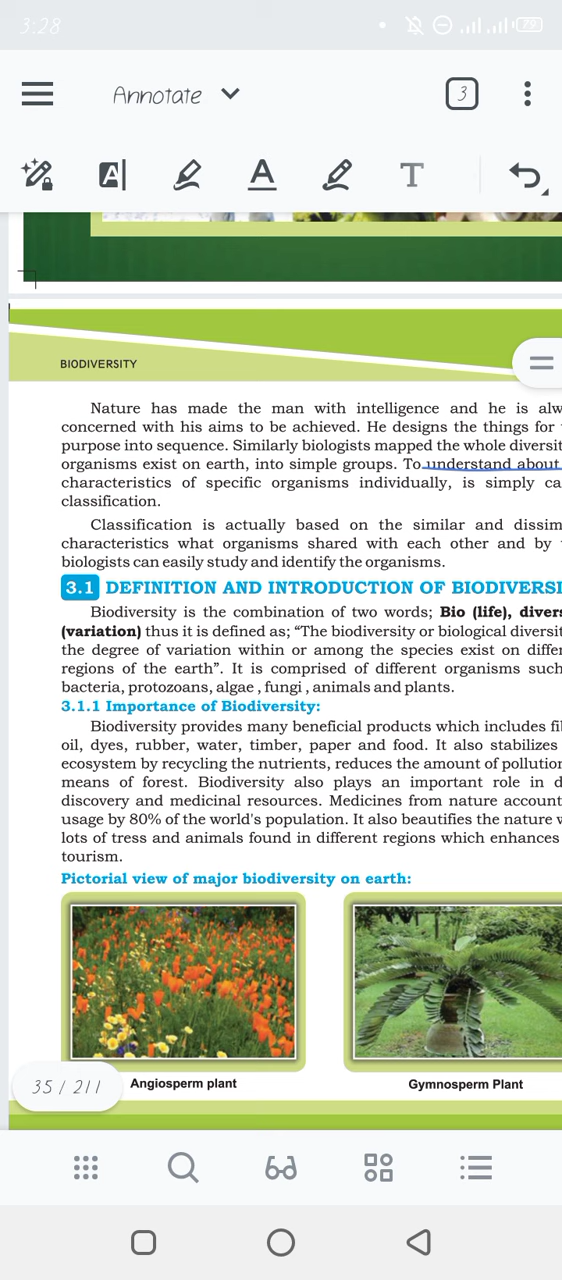 3:28
79
Annotate
3
A
A
T
BIODIVERSITY
Nature has made the man with intelligence and he is alw
concerned with his aims to be achieved. He designs the things for
purpose into sequence. Similarly biologists mapped the whole diversit
organisms exist on earth, into simple groups. To understand about
characteristics of specific organisms individually, is simply ca
classification.
Classification is actually based on the similar and dissim
characteristics what organisms shared with each other and by
biologists can easily study and identify the organisms.
3.1 DEFINITION AND INTRODUCTION OF BIODIVERSI
Biodiversity is the combination of two words; Bio (life), divers
(variation) thus it is defined as; “The biodiversity or biological diversit
the degree of variation within or among the species exist on differ
regions of the earth”. It is comprised of different organisms such
bacteria, protozoans, algae , fungi , animals and plants.
3.1.1 Importance of Biodiversity:
Biodiversity provides many beneficial products which includes fi
oil, dyes, rubber, water, timber, paper and food. It also stabilizes
ecosystem by recycling the nutrients, reduces the amount of pollution
means of forest. Biodiversity also plays an important role in d
discovery and medicinal resources. Medicines from nature account
usage by 80% of the world's population. It also beautifies the nature w
lots of tress and animals found in different regions which enhances
tourism.
Pictorial view of major biodiversity on earth:
35 / 211
Angiosperm plant
Gymnosperm Plant